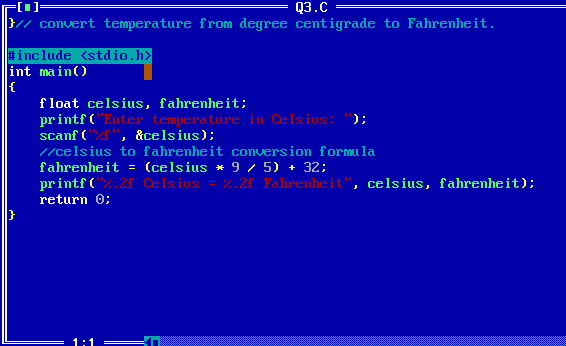 [■] Q3.C
}// convert temperature from degree centigrade to Fahrenheit.
#include <stdio.h>
int main()
{
    float celsius, fahrenheit;
    printf("Enter temperature in Celsius: ");
    scanf("%f", &celsius);
    //celsius to fahrenheit conversion formula
    fahrenheit = (celsius * 9 / 5) + 32;
    printf("%.2f Celsius = %.2f Fahrenheit", celsius, fahrenheit);
    return 0;
}
1:1